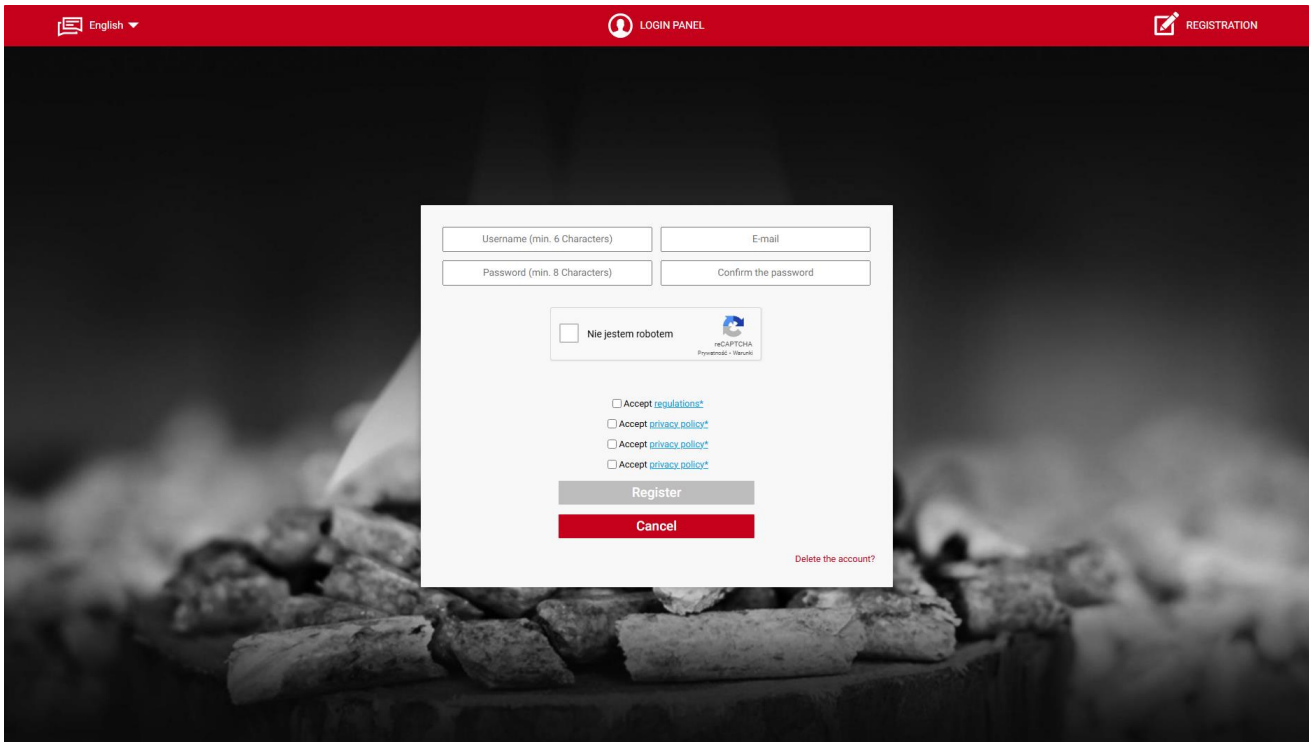 English
LOGIN PANEL
REGISTRATION
Username (min. 6 Characters)
E-mail
Password (min. 8 Characters)
Confirm the password
Nie jestem robotem
reCAPTCHA
Prywatność - Warunki
Accept regulations*
Accept privacy policy*
Accept privacy policy*
Accept privacy policy*
Register
Cancel
Delete the account?